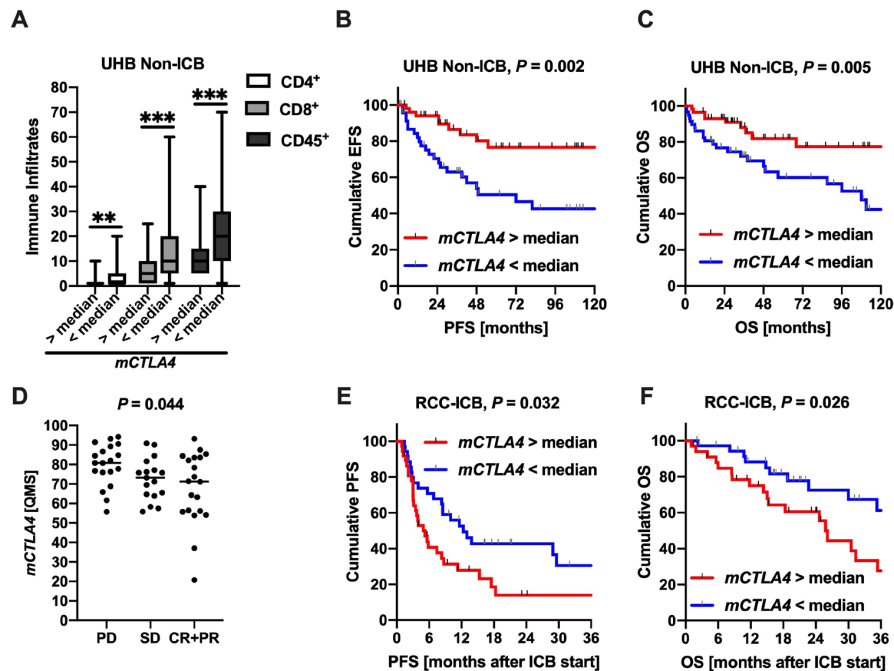 A
UHB Non-ICB
CD4+
CD8+
CD45+
80
70
60
50
40
30
20
10
0
Immune Infiltrates
**
***
***
> median
< median
> median
< median
> median
< median
mCTLA4
B
UHB Non-ICB, P = 0.002
100
80
60
40
20
0
Cumulative EFS
mCTLA4 > median
mCTLA4 < median
0 24 48 72 96 120
PFS [months]
C
UHB Non-ICB, P = 0.005
100
80
60
40
20
0
Cumulative OS
mCTLA4 > median
mCTLA4 < median
0 24 48 72 96 120
OS [months]
D
P = 0.044
100
90
80
70
60
50
40
30
20
10
0
mCTLA4 [QMS]
PD SD CR+PR
E
RCC-ICB, P = 0.032
100
80
60
40
20
0
Cumulative PFS
mCTLA4 > median
mCTLA4 < median
0 6 12 18 24 30 36
PFS [months after ICB start]
F
RCC-ICB, P = 0.026
100
80
60
40
20
0
Cumulative OS
mCTLA4 > median
mCTLA4 < median
0 6 12 18 24 30 36
OS [months after ICB start]